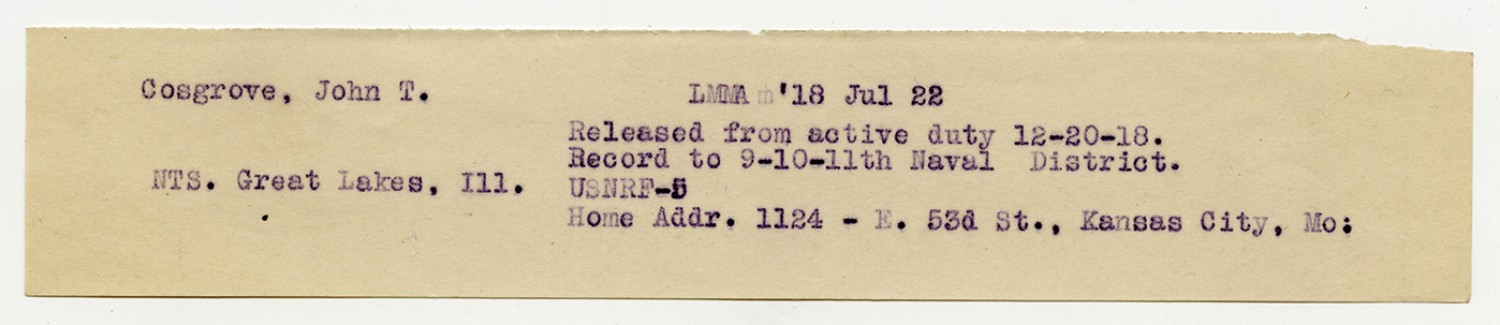 Cosgrove, John T.
LMMA m '18 Jul 22
Released from active duty 12-20-18.
Record to 9-10-11th Naval District.
NTS. Great Lakes, Ill.
USNRF-5
Home Addr. 1124 - E. 53d St., Kansas City, Mo: